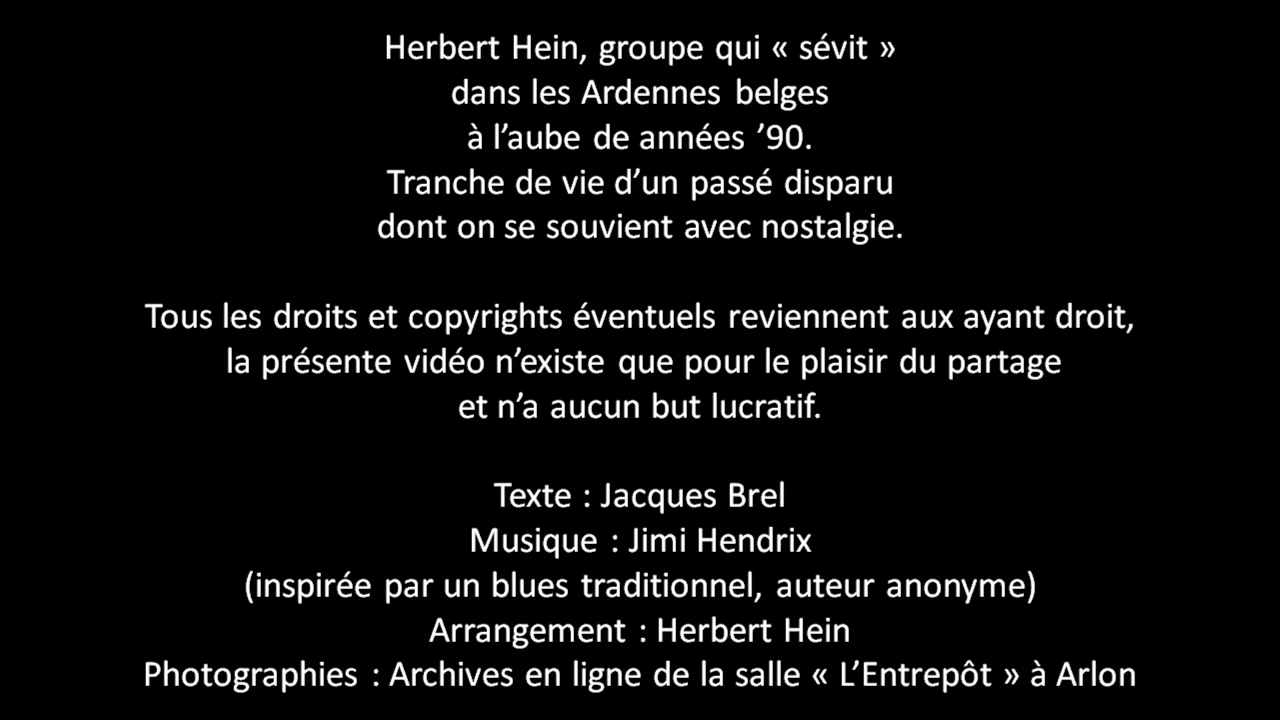 Herbert Hein, groupe qui « sévit »
dans les Ardennes belges
à l’aube de années ’90.
Tranche de vie d’un passé disparu
dont on se souvient avec nostalgie.
Tous les droits et copyrights éventuels reviennent aux ayant droit,
la présente vidéo n’existe que pour le plaisir du partage
et n’a aucun but lucratif.
Texte : Jacques Brel
Musique : Jimi Hendrix
(inspirée par un blues traditionnel, auteur anonyme)
Arrangement : Herbert Hein
Photographies : Archives en ligne de la salle « L’Entrepôt » à Arlon